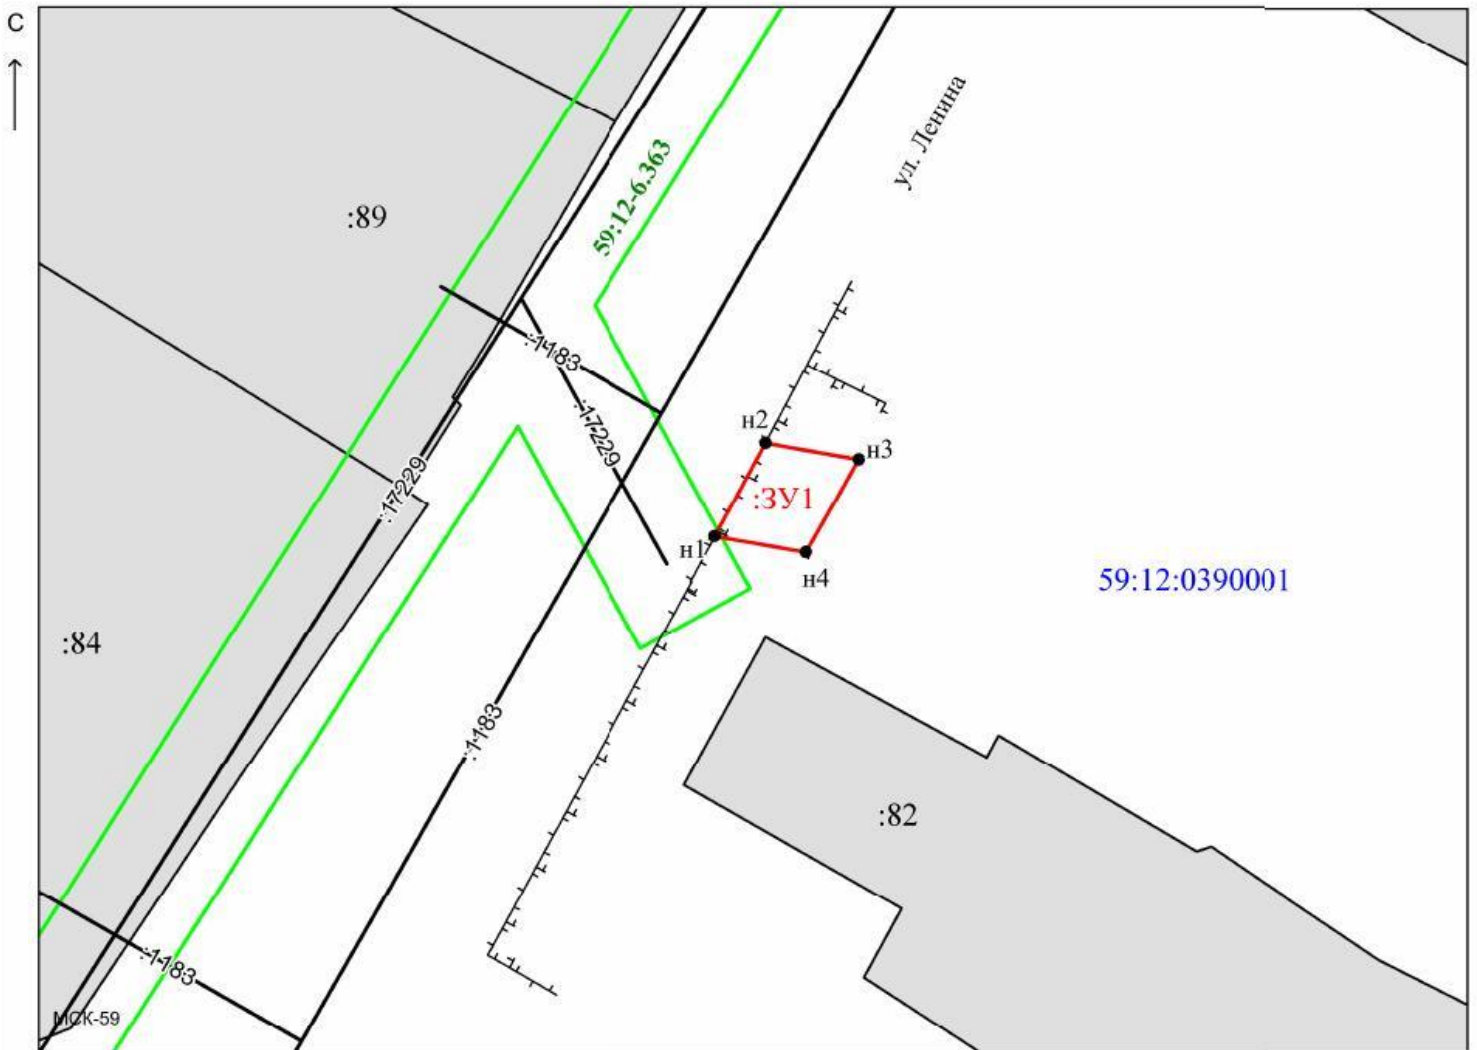 С
ул. Ленина
59:12-6.363
:89
:1183
:17229
н2
н3
:17229
:ЗУ1
н1
н4
59:12:0390001
:84
:1183
:82
:1183
МСК-59